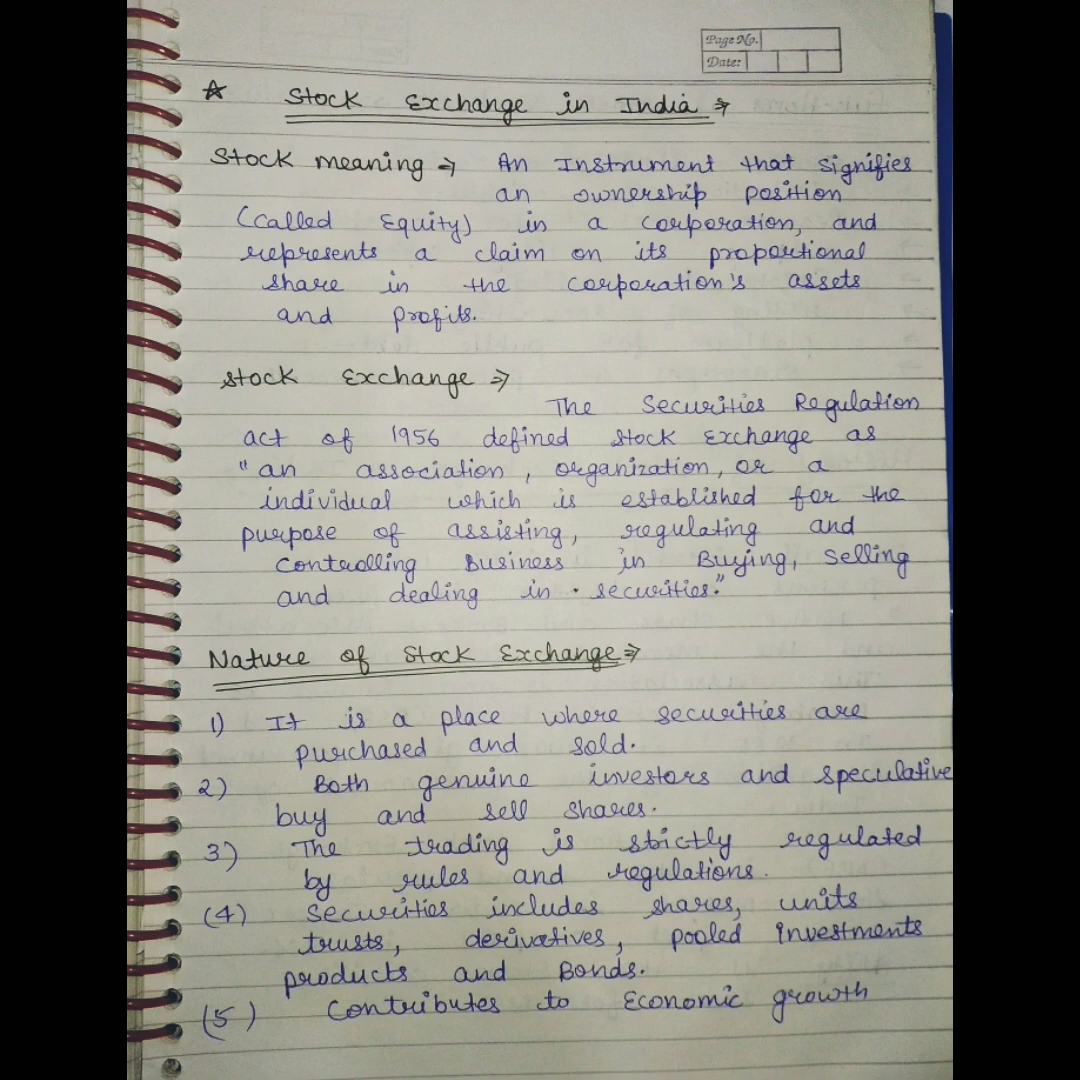 Page No.
Date:
☆ Stock Exchange in India ⇒
Stock meaning ⇒ An Instrument that signifies
an ownership position
(called Equity) in a corporation, and
represents a claim on its proportional
share in the corporation's assets
and profits.
Stock Exchange ⇒
The Securities Regulation
act of 1956 defined stock exchange as
"an association, organization, or a
individual which is established for the
purpose of assisting, regulating and
controlling Business in Buying, selling
and dealing in securities."
Nature of Stock Exchange ⇒
1) It is a place where securities are
purchased and sold.
2) Both genuine investors and speculative
buy and sell shares.
3) The trading is strictly regulated
by rules and regulations.
(4) Securities includes shares, units
trusts, derivatives, pooled investments
products and Bonds.
(5) Contributes to Economic growth